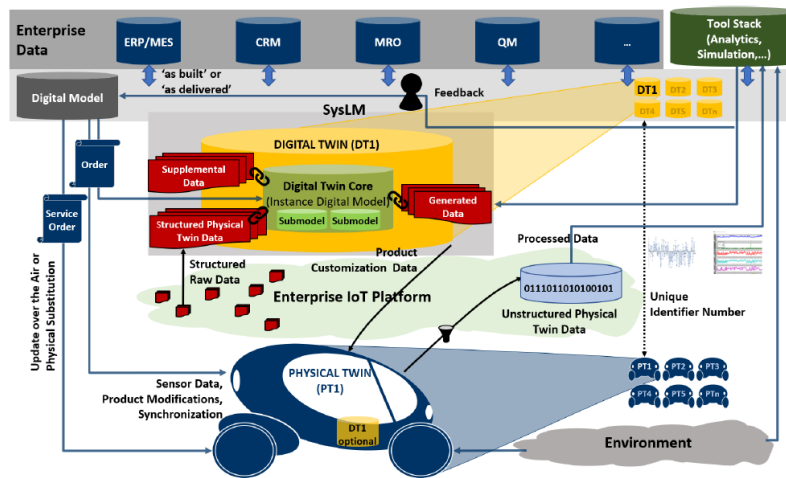 Enterprise
Data
ERP/MES
CRM
MRO
QM
...
Tool Stack
(Analytics,
Simulation,...)
'as built' or
'as delivered'
Digital Model
Feedback
SysLM
DT1
DT2
DT3
DT4
DT5
DTn
DIGITAL TWIN (DT1)
Order
Supplemental
Data
Digital Twin Core
(Instance Digital Model)
Submodel
Submodel
Generated
Data
Service
Order
Structured Physical
Twin Data
Update over the Air or
Physical Substitution
Structured
Raw Data
Product
Customization Data
Processed Data
Enterprise IoT Platform
0111011010100101
Unstructured Physical
Twin Data
Unique
Identifier Number
PHYSICAL TWIN
(PT1)
Sensor Data,
Product Modifications,
Synchronization
DT1
optional
PT1
PT2
PT3
PT4
PT5
PTn
Environment